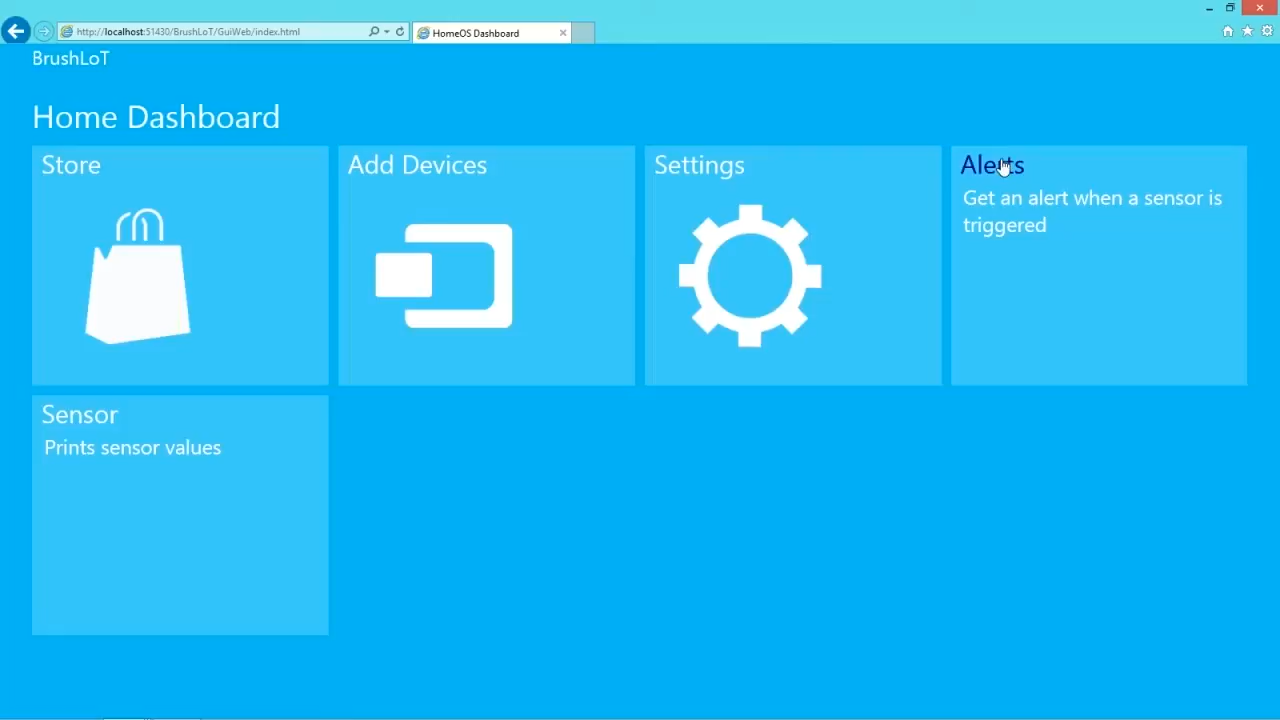 http://localhost:51430/BrushLoT/GuiWeb/index.html
HomeOS Dashboard
BrushLoT
Home Dashboard
Store
Add Devices
Settings
Alerts
Get an alert when a sensor is
triggered
Sensor
Prints sensor values